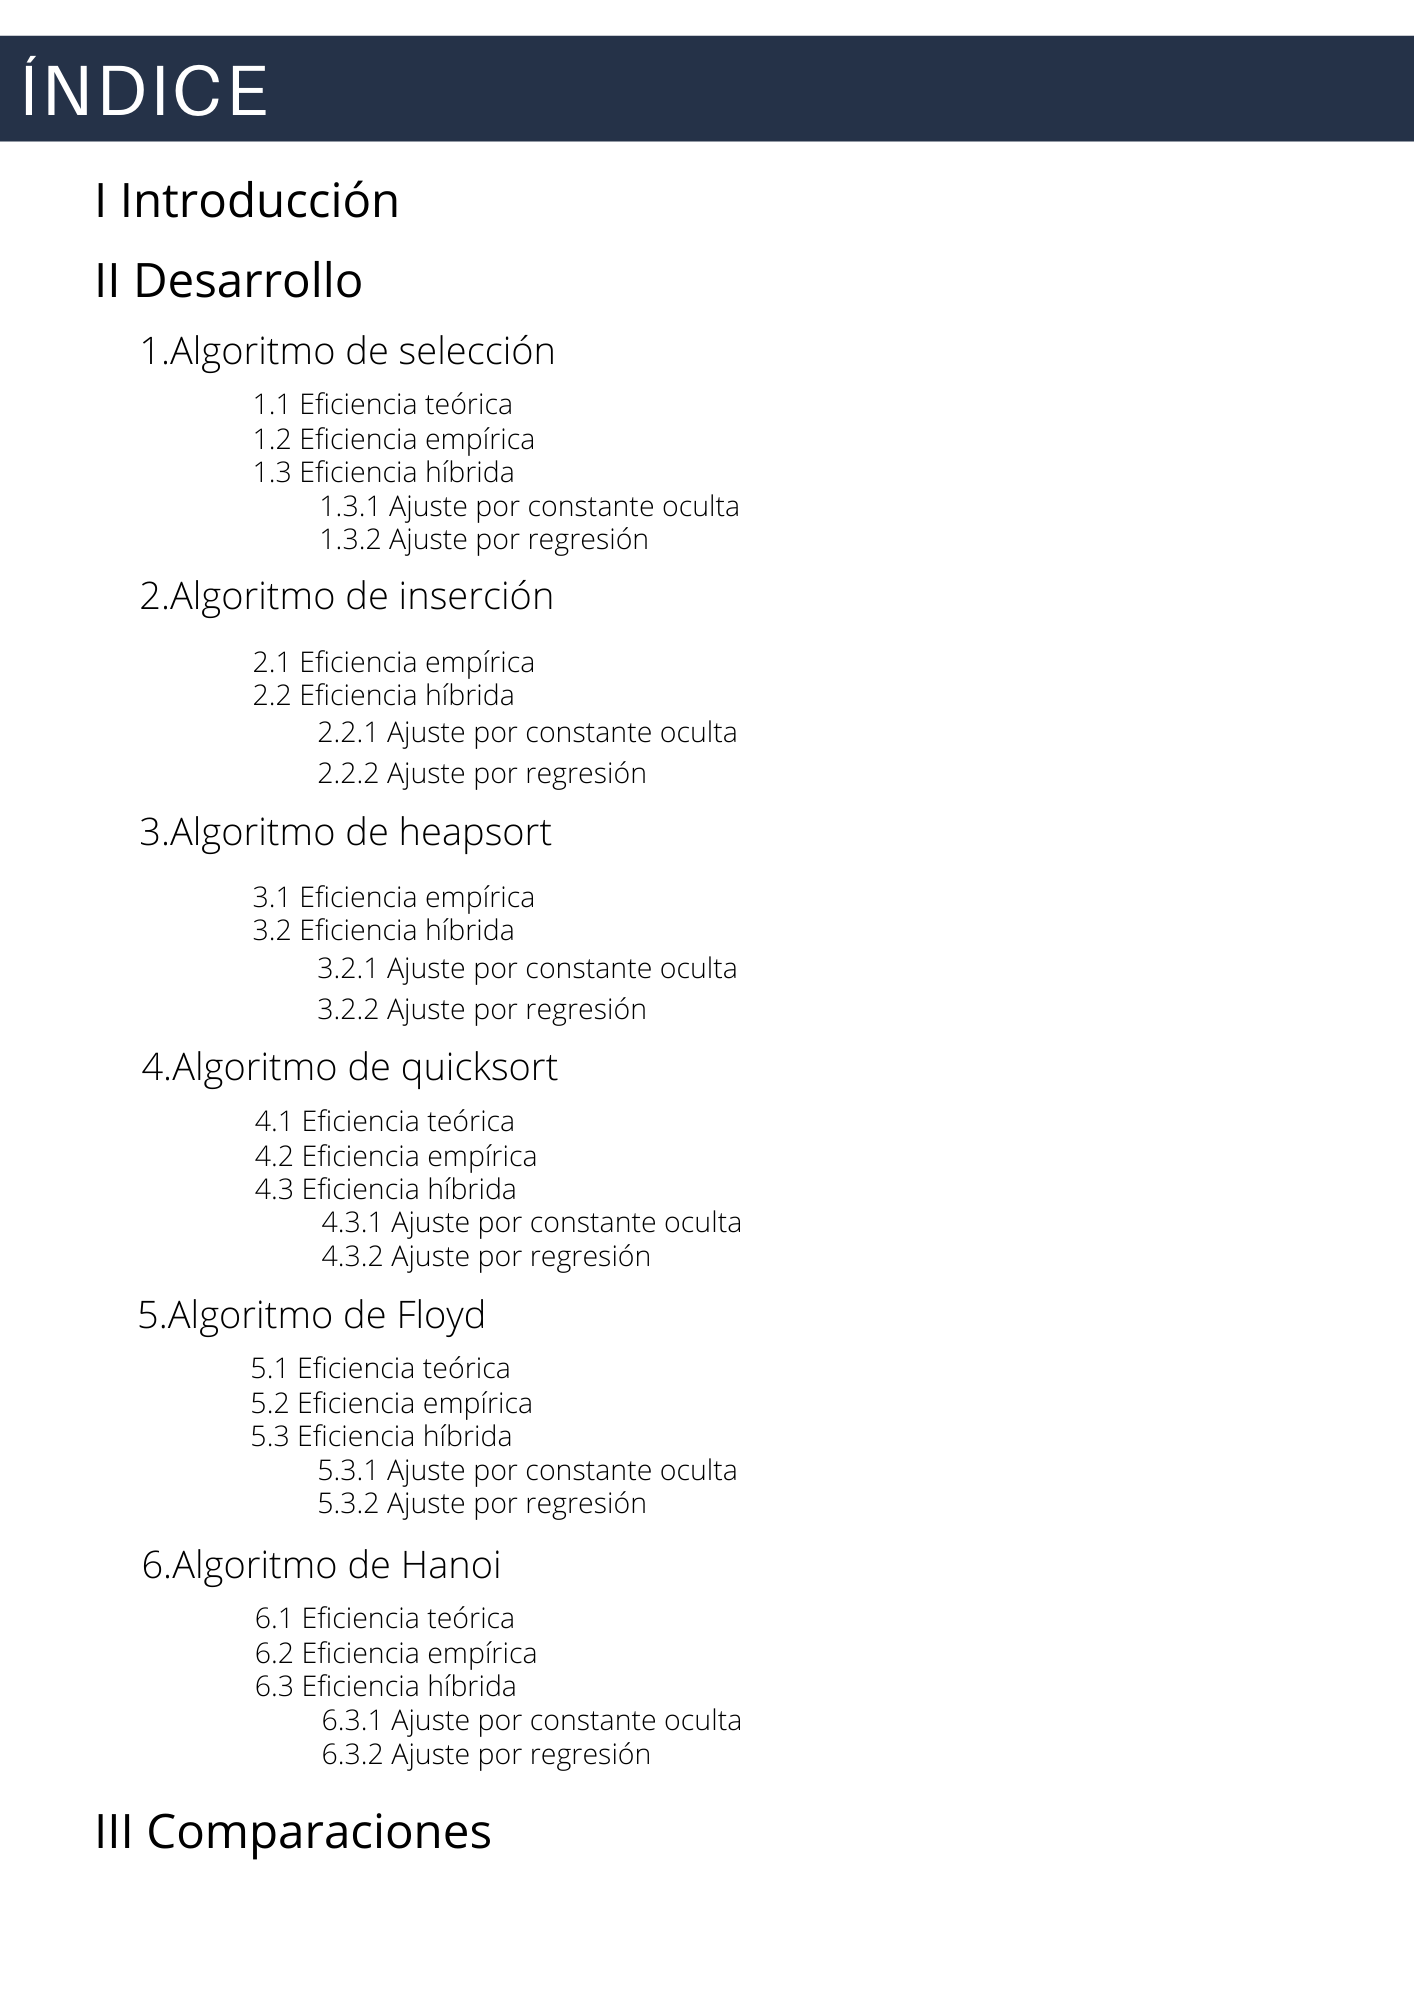 ÍNDICE
I Introducción
II Desarrollo
1.Algoritmo de selección
1.1 Eficiencia teórica
1.2 Eficiencia empírica
1.3 Eficiencia híbrida
1.3.1 Ajuste por constante oculta
1.3.2 Ajuste por regresión
2.Algoritmo de inserción
2.1 Eficiencia empírica
2.2 Eficiencia híbrida
2.2.1 Ajuste por constante oculta
2.2.2 Ajuste por regresión
3.Algoritmo de heapsort
3.1 Eficiencia empírica
3.2 Eficiencia híbrida
3.2.1 Ajuste por constante oculta
3.2.2 Ajuste por regresión
4.Algoritmo de quicksort
4.1 Eficiencia teórica
4.2 Eficiencia empírica
4.3 Eficiencia híbrida
4.3.1 Ajuste por constante oculta
4.3.2 Ajuste por regresión
5.Algoritmo de Floyd
5.1 Eficiencia teórica
5.2 Eficiencia empírica
5.3 Eficiencia híbrida
5.3.1 Ajuste por constante oculta
5.3.2 Ajuste por regresión
6.Algoritmo de Hanoi
6.1 Eficiencia teórica
6.2 Eficiencia empírica
6.3 Eficiencia híbrida
6.3.1 Ajuste por constante oculta
6.3.2 Ajuste por regresión
III Comparaciones